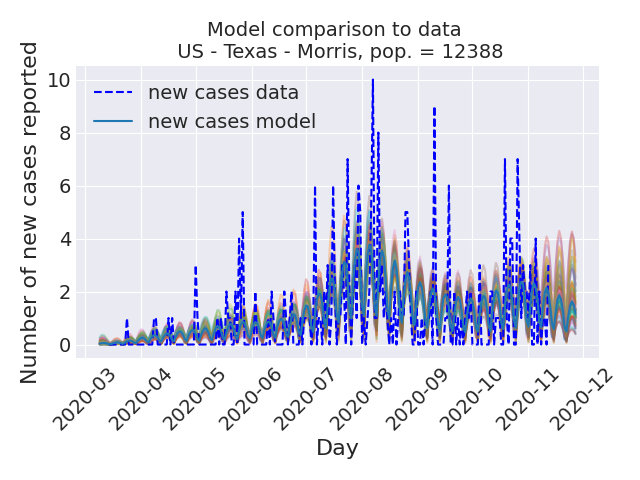 Model comparison to data
US - Texas - Morris, pop. = 12388
Number of new cases reported
10
8
6
4
2
0
new cases data
new cases model
2020-03
2020-04
2020-05
2020-06
2020-07
2020-08
2020-09
2020-10
2020-11
2020-12
Day